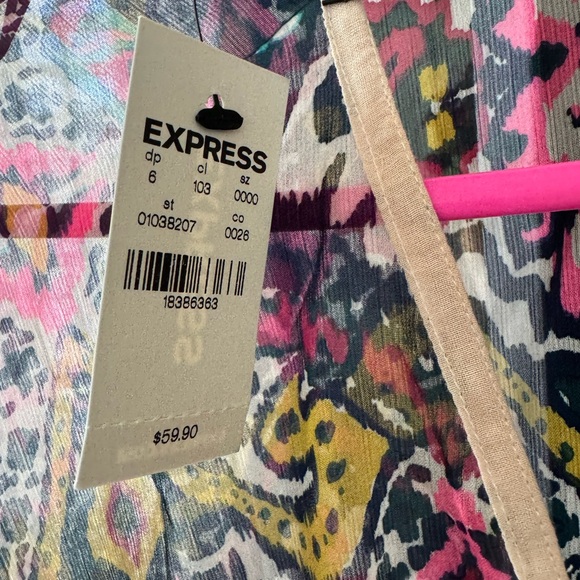 EXPRESS
dp cl sz
6 103 0000
st co
01038207 0026
18386363
$59.90